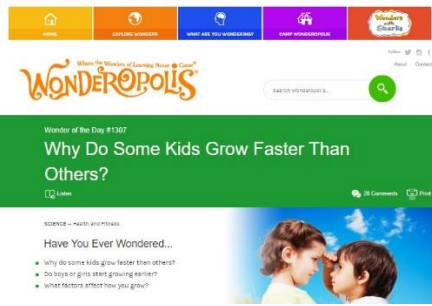 HOME
EXPLORE WONDERS
WHAT ARE YOU WONDERING?
CAMP WONDEROPOLIS
Wonders
with
Charlie
Follow
About Contact
Where the Wonders of Learning Never Cease
WONDEROPOLIS
Search Wonderopolis...
Wonder of the Day #1307
Why Do Some Kids Grow Faster Than
Others?
Listen
28 Comments
Print
SCIENCE — Health and Fitness
Have You Ever Wondered...
Why do some kids grow faster than others?
Do boys or girls start growing earlier?
What factors affect how you grow?